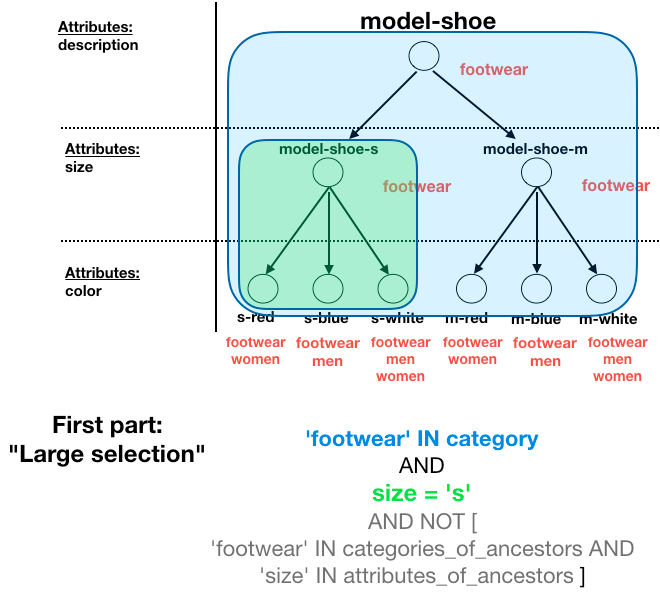 model-shoe
Attributes:
description
footwear
Attributes:
size
model-shoe-s
model-shoe-m
footwear
footwear
Attributes:
color
s-red
s-blue
s-white
m-red
m-blue
m-white
footwear
women
footwear
men
footwear
men
women
footwear
women
footwear
men
footwear
men
women
First part:
"Large selection"
'footwear' IN category
AND
size = 's'
AND NOT [
'footwear' IN categories_of_ancestors AND
'size' IN attributes_of_ancestors ]